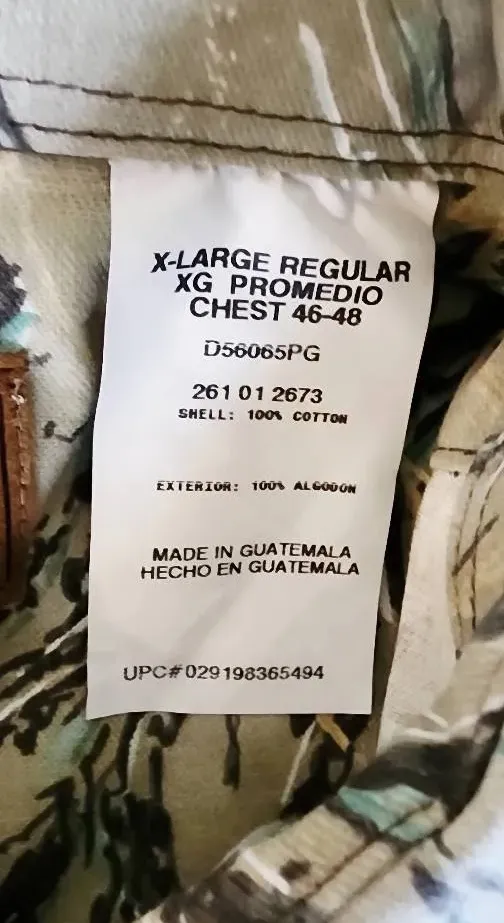 X-LARGE REGULAR
XG PROMEDIO
CHEST 46-48
D56065PG
261 01 2673
SHELL: 100% COTTON
EXTERIOR: 100% ALGODON
MADE IN GUATEMALA
HECHO EN GUATEMALA
UPC#029198365494